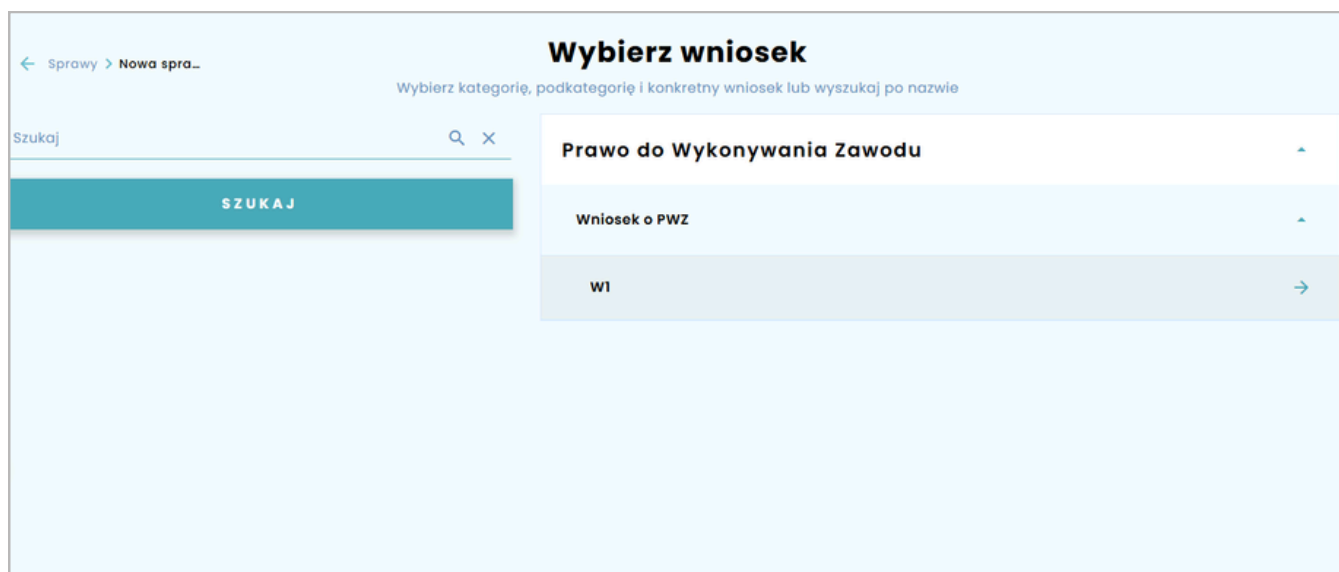 Wybierz wniosek
Sprawy > Nowa spra…
Wybierz kategorię, podkategorię i konkretny wniosek lub wyszukaj po nazwie
Szukaj
SZUKAJ
Prawo do Wykonywania Zawodu
Wniosek o PWZ
W1